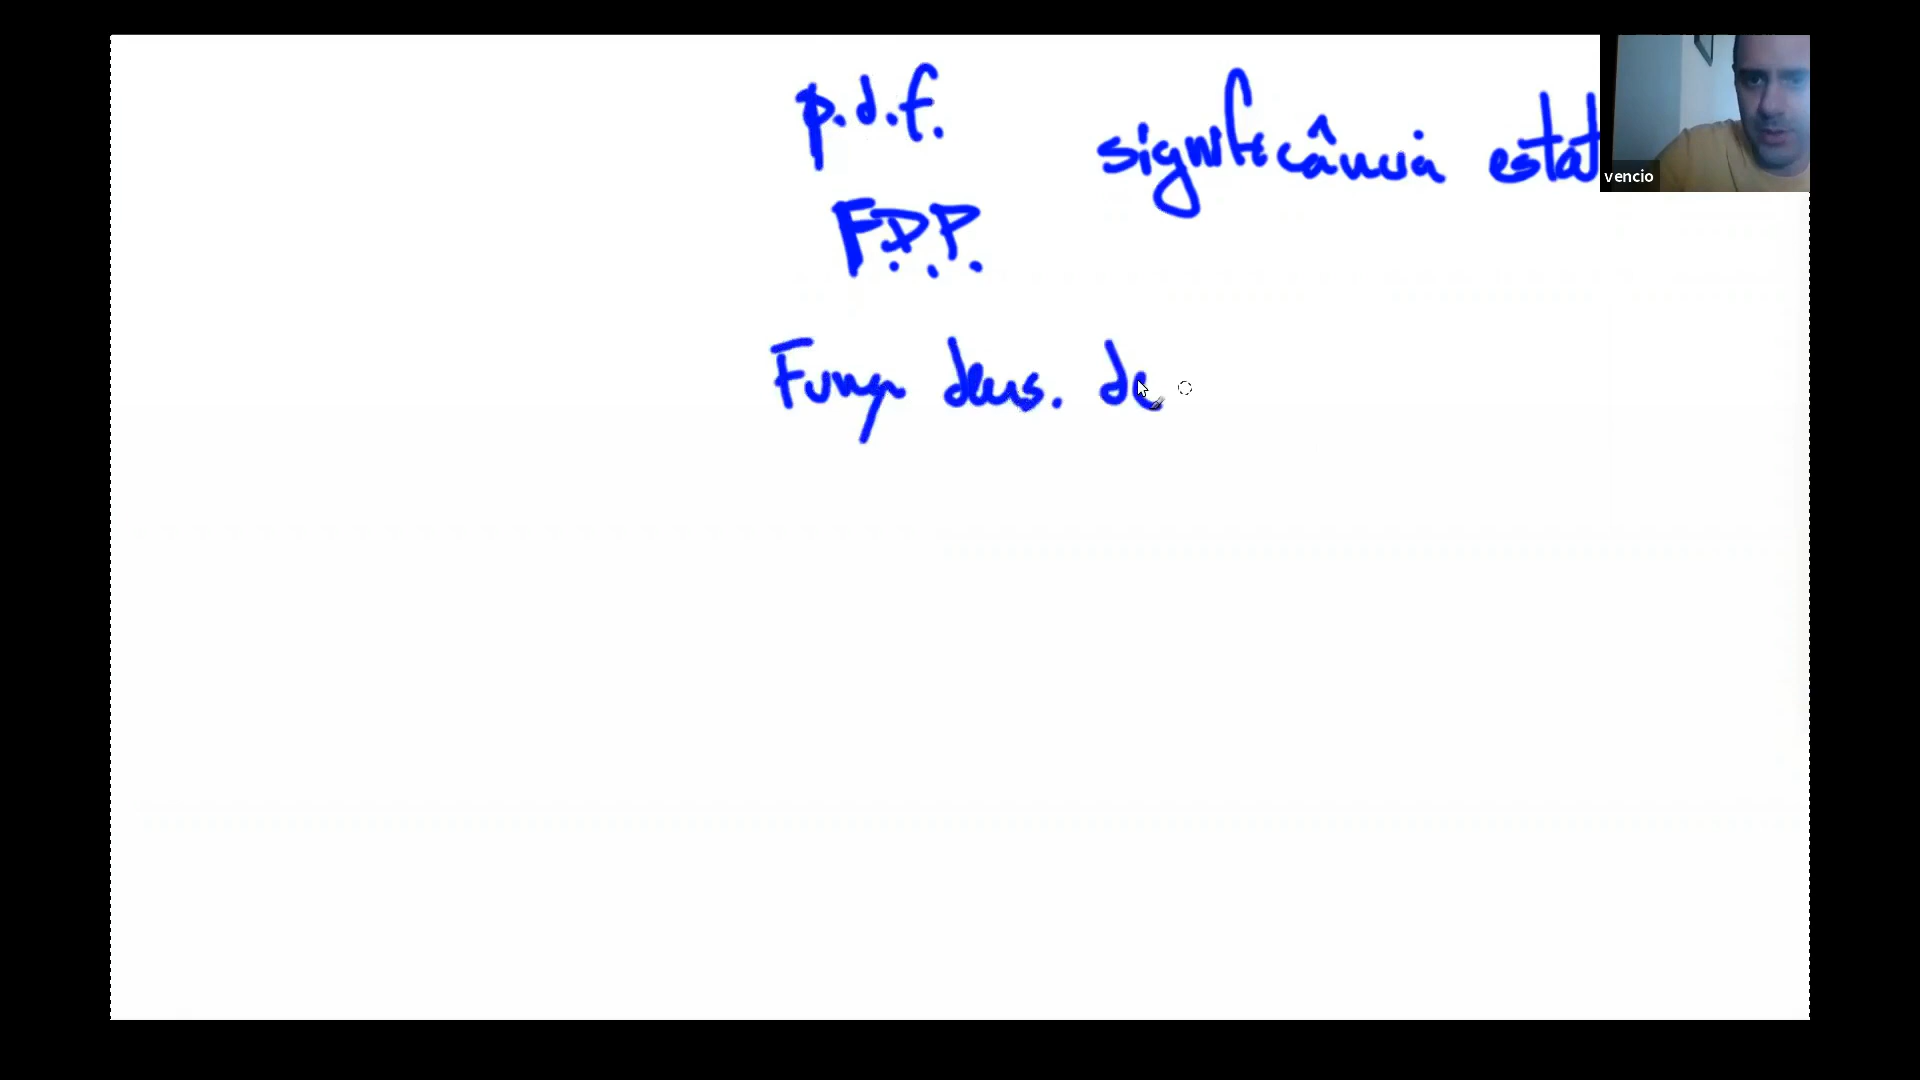 p.d.f.
significância estat
vencio
F.D.P.
Funç dens. de